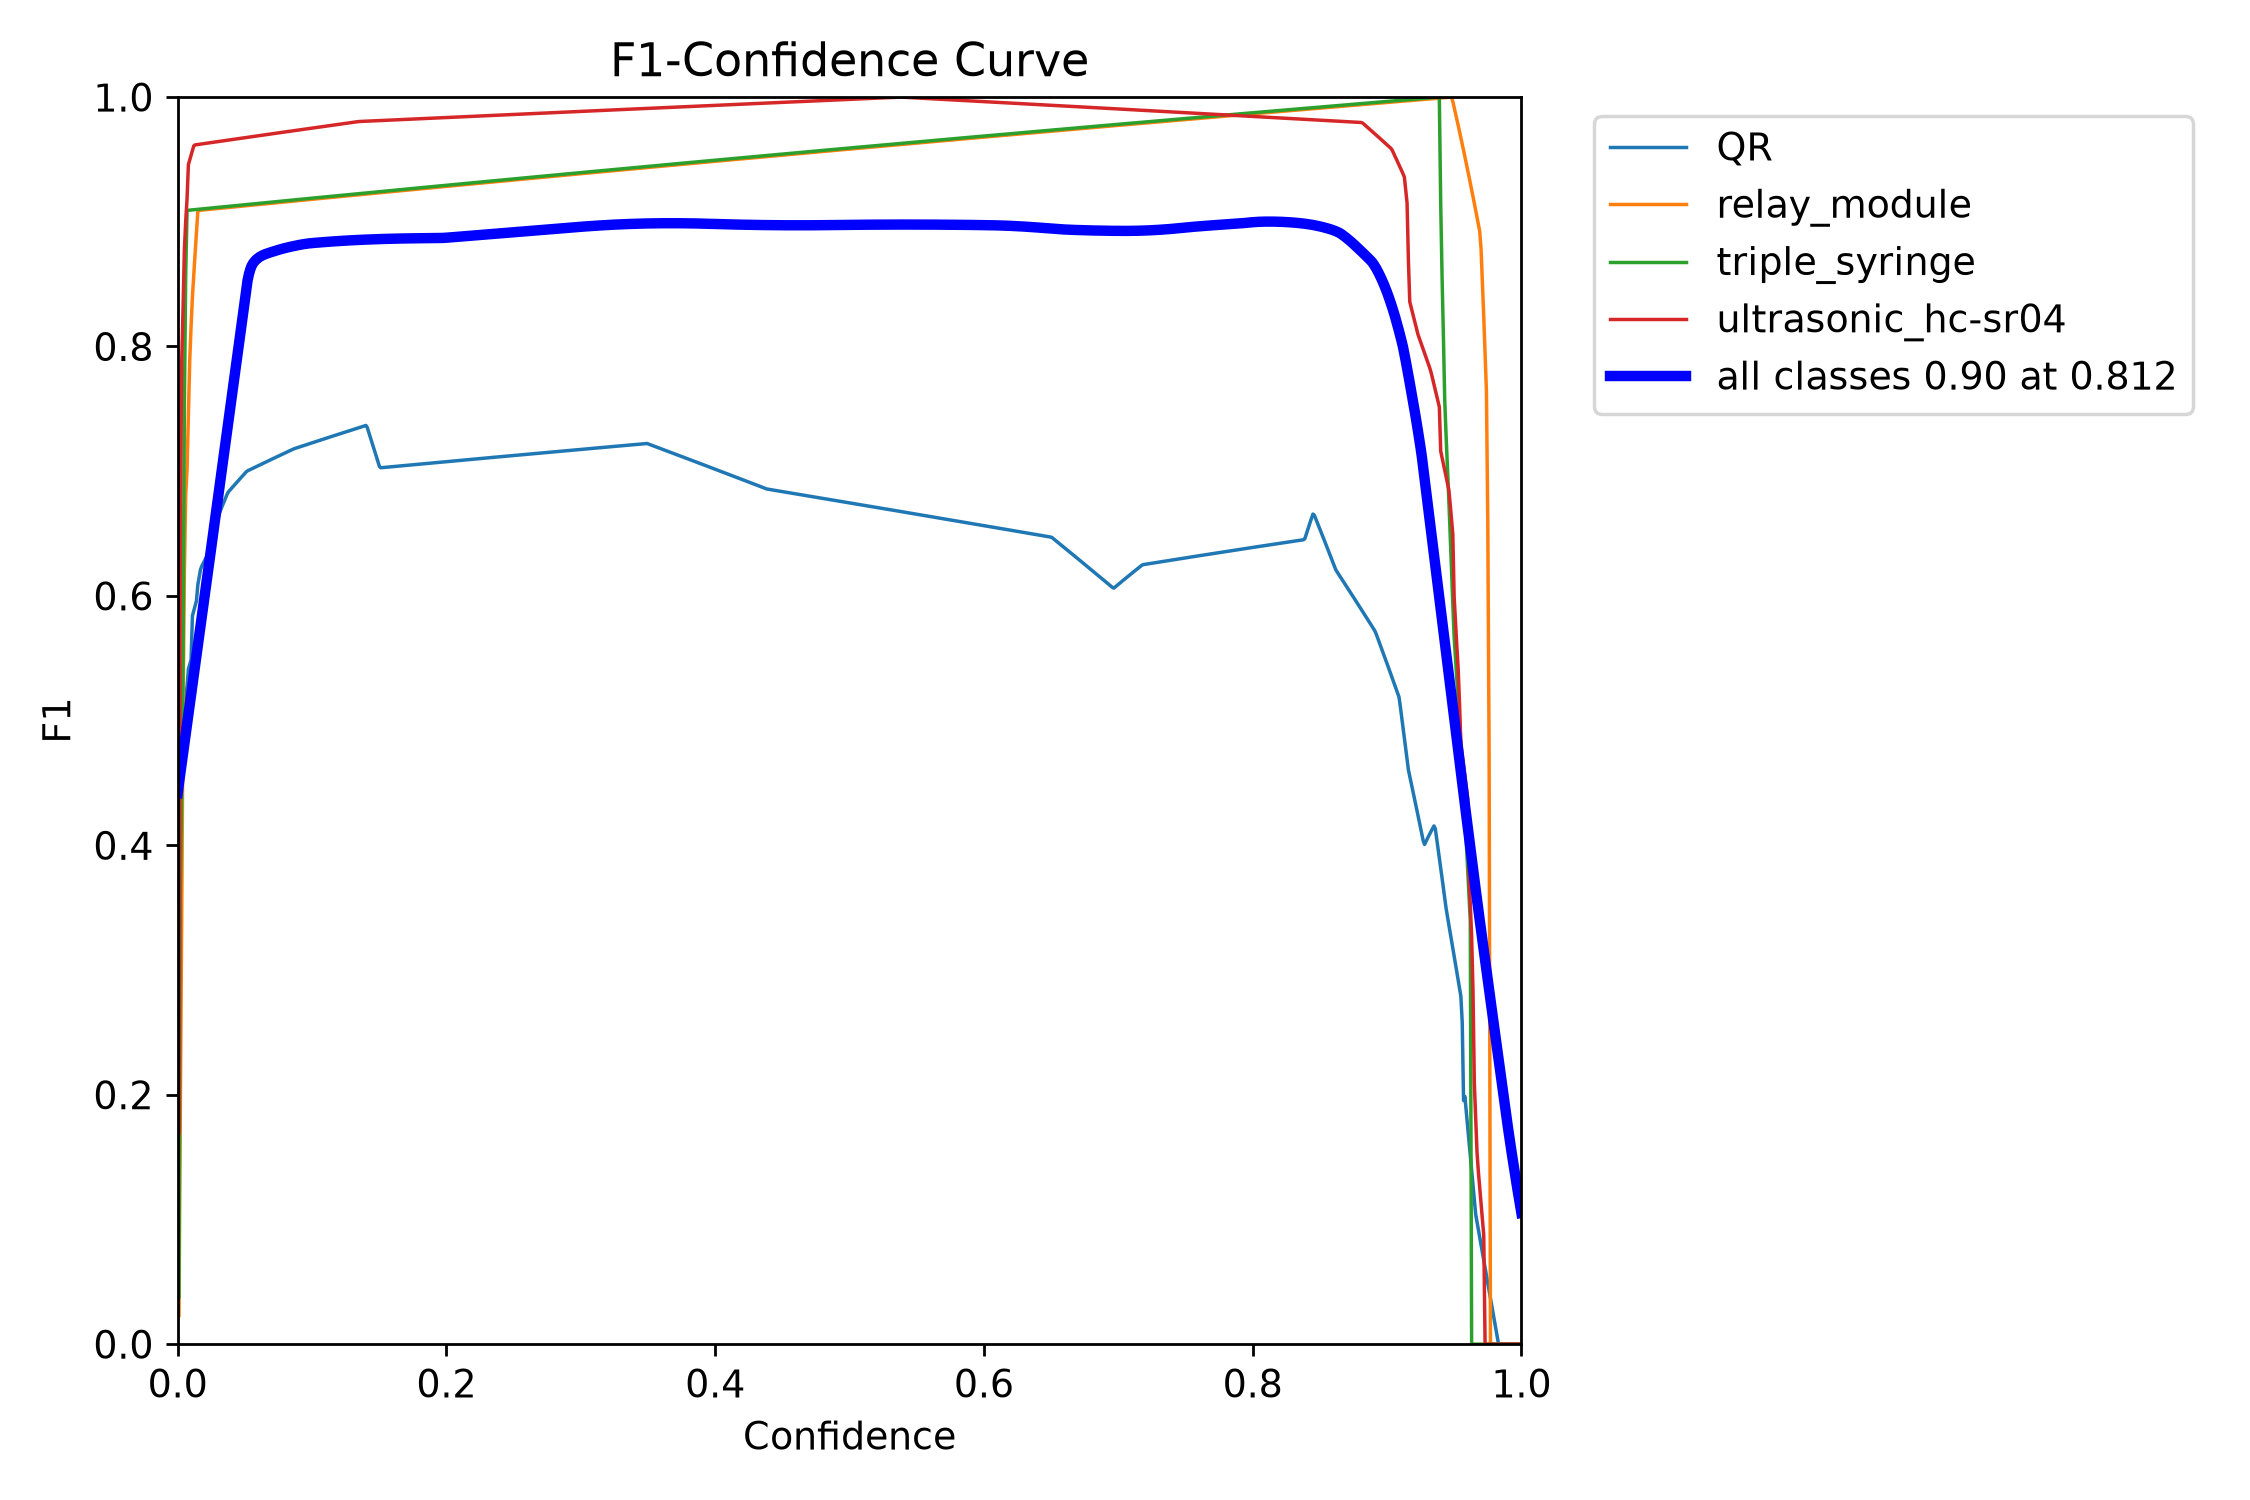 F1-Confidence Curve
1.0
0.8
0.6
0.4
0.2
0.0
F1
0.0 0.2 0.4 0.6 0.8 1.0
Confidence
QR
relay_module
triple_syringe
ultrasonic_hc-sr04
all classes 0.90 at 0.812